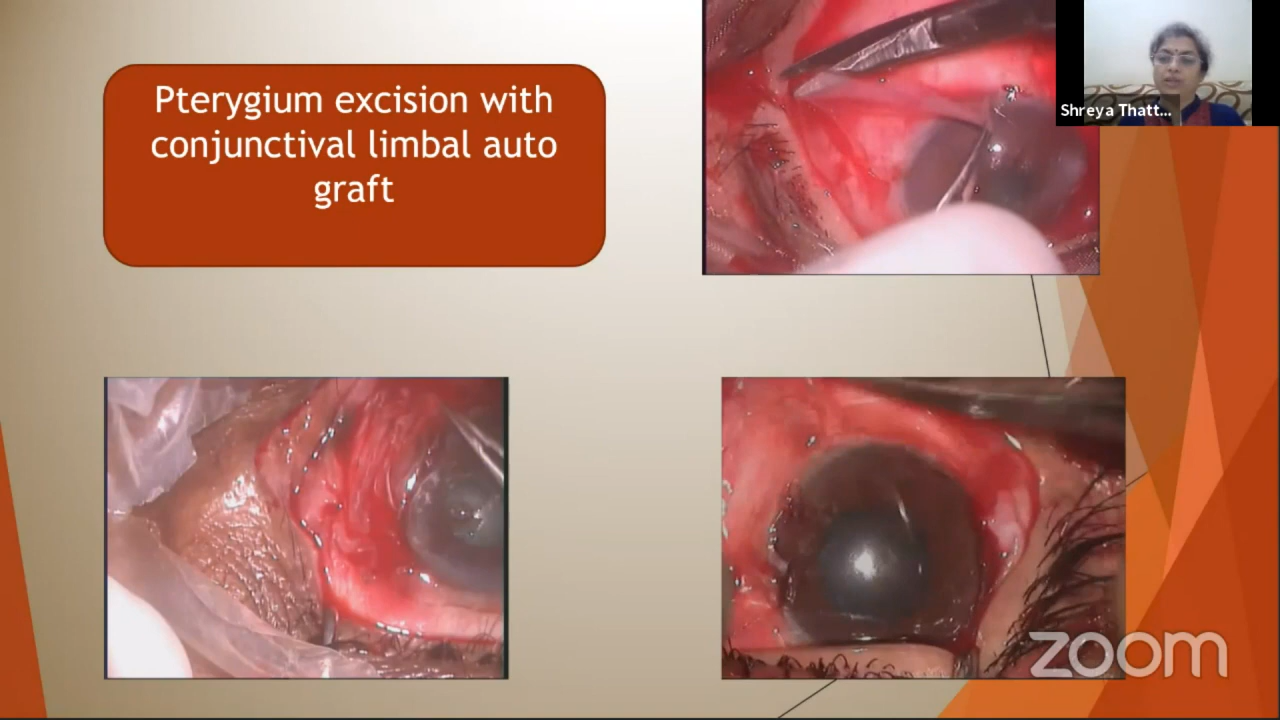 Pterygium excision with
conjunctival limbal auto
graft
Shreya Thatt...
zoom